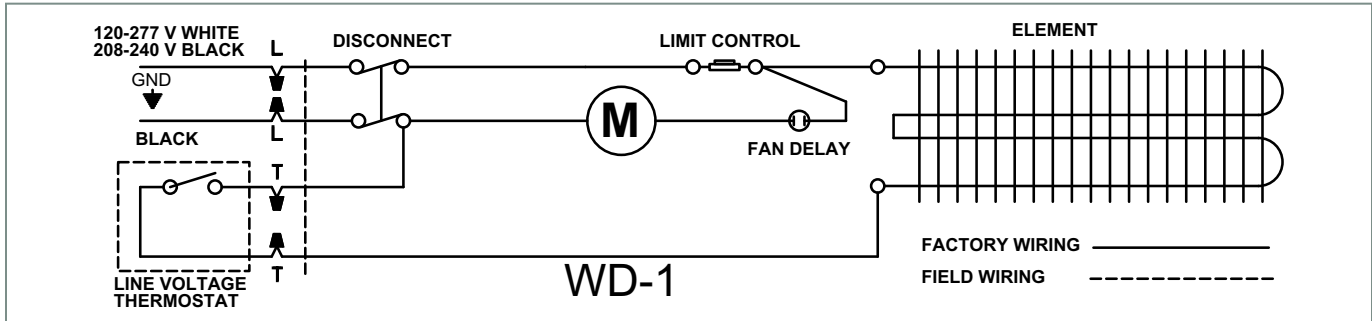 120-277 V WHITE
208-240 V BLACK
L
DISCONNECT
LIMIT CONTROL
ELEMENT
GND
BLACK
L
M
FAN DELAY
T
T
LINE VOLTAGE
THERMOSTAT
WD-1
FACTORY WIRING
FIELD WIRING